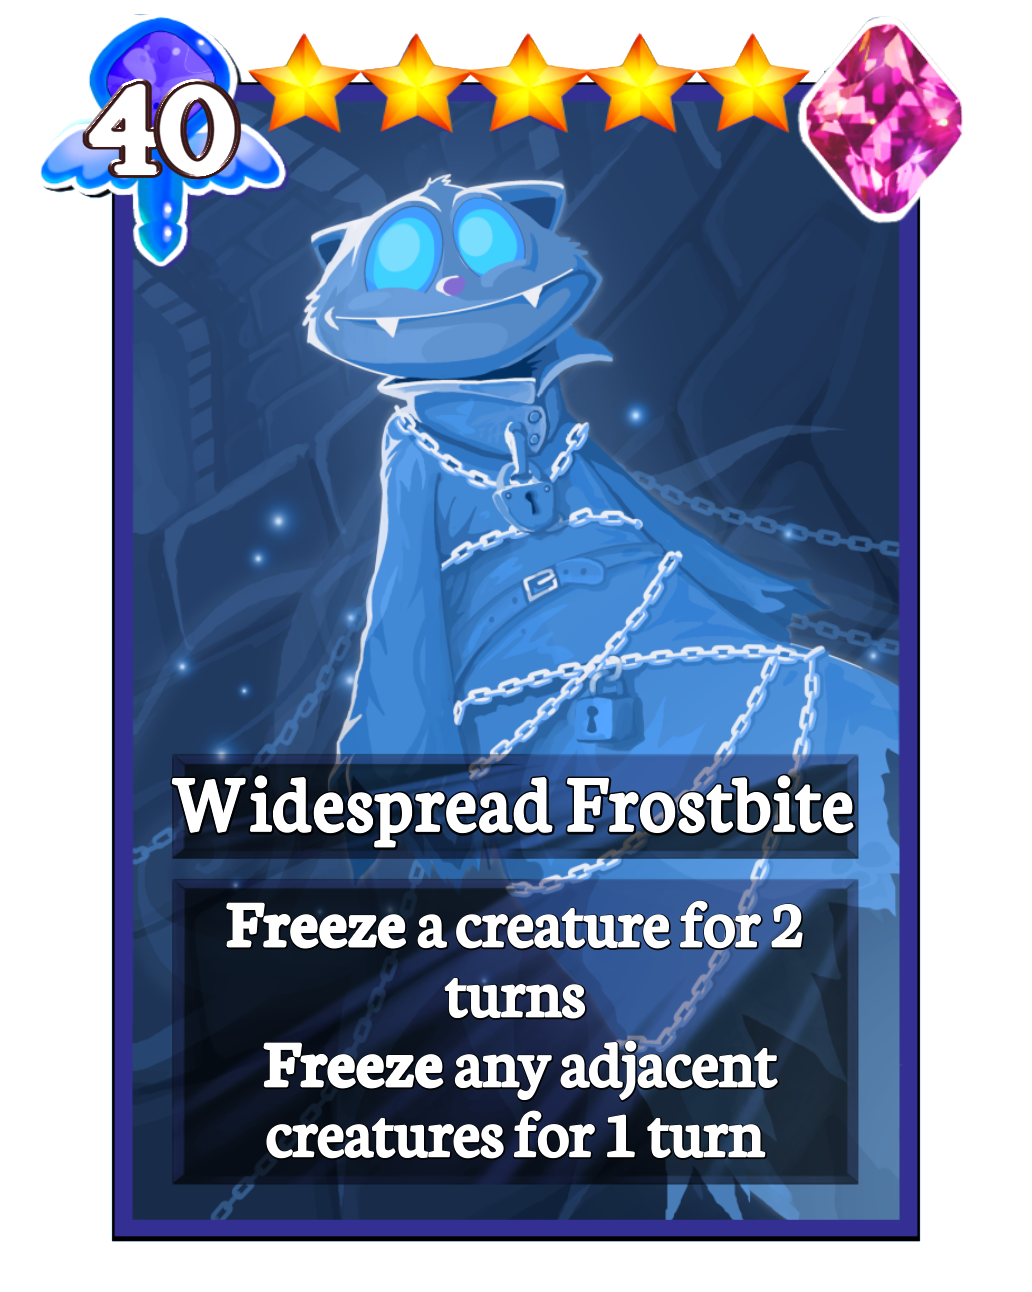 40
Widespread Frostbite
Freeze a creature for 2
turns
Freeze any adjacent
creatures for 1 turn